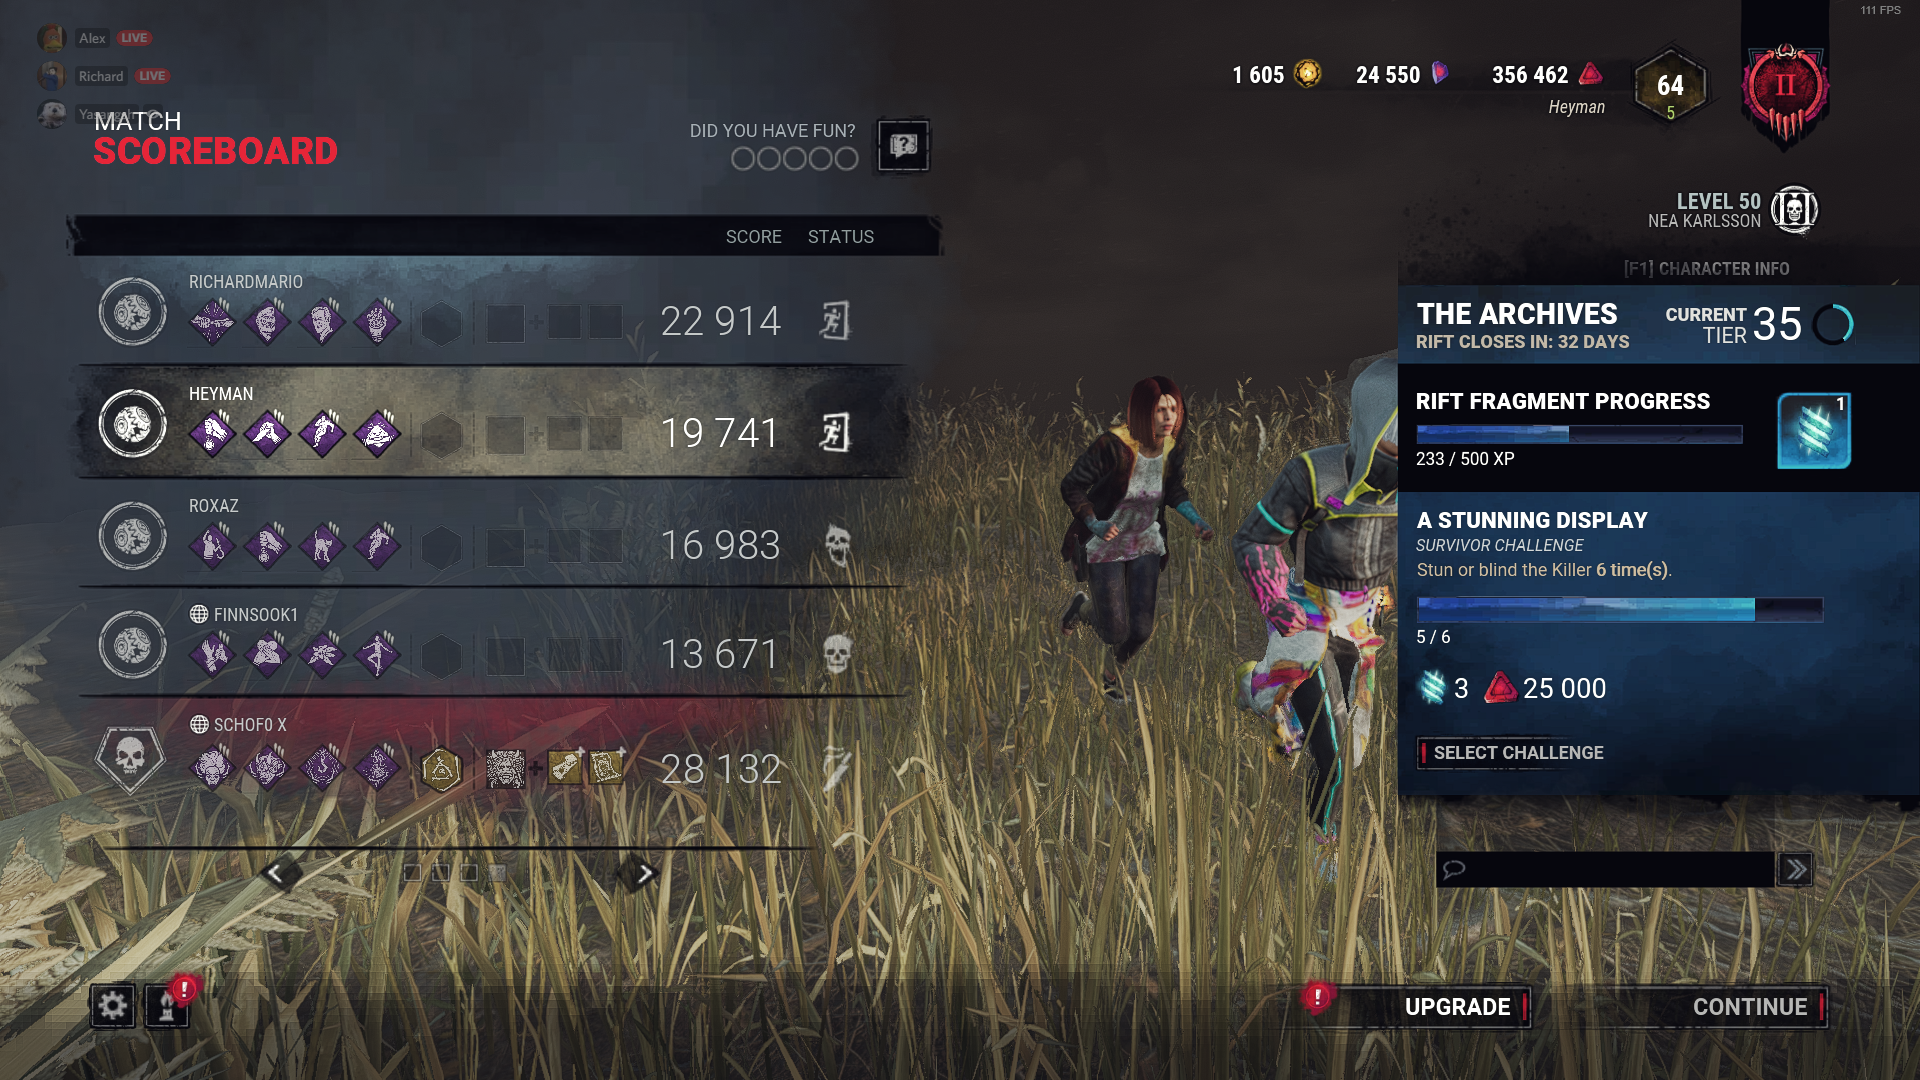 111 FPS
Alex LIVE
Richard LIVE
MATCH
SCOREBOARD
DID YOU HAVE FUN?
1 605
24 550
356 462
Heyman
64
5
II
LEVEL 50
NEA KARLSSON
III
[F1] CHARACTER INFO
SCORE STATUS
RICHARDMARIO
22 914
HEYMAN
19 741
ROXAZ
16 983
FINNSOOK1
13 671
SCHOF0 X
28 132
THE ARCHIVES
RIFT CLOSES IN: 32 DAYS
CURRENT
TIER 35
RIFT FRAGMENT PROGRESS
1
233 / 500 XP
A STUNNING DISPLAY
SURVIVOR CHALLENGE
Stun or blind the Killer 6 time(s).
5 / 6
3 25 000
SELECT CHALLENGE
UPGRADE
CONTINUE